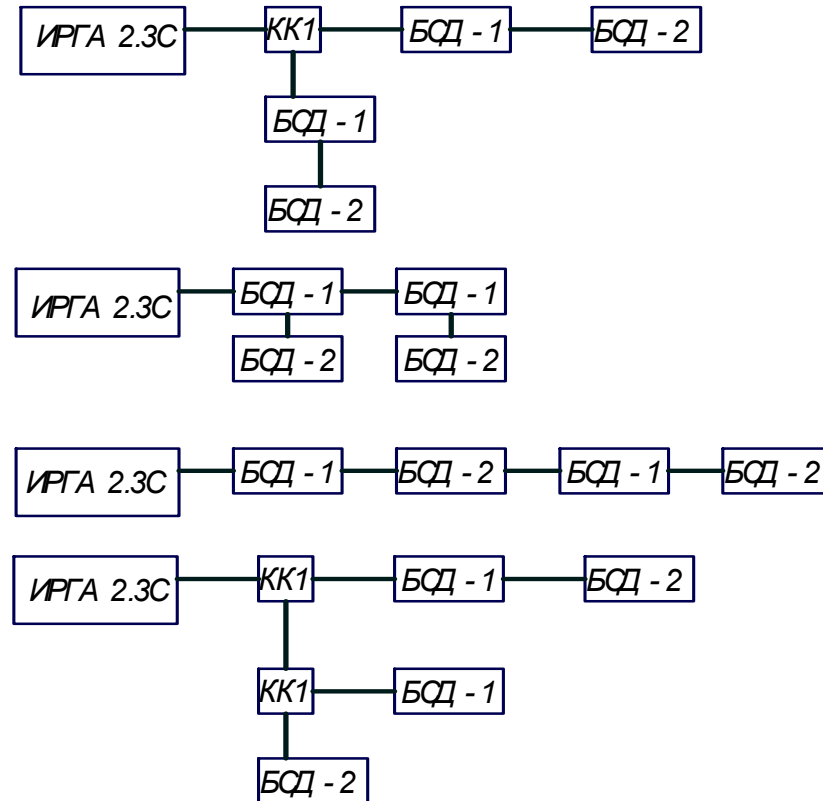 ИРГА 2.3С КК1 БСД - 1 БСД - 2
БСД - 1
БСД - 2
ИРГА 2.3С БСД - 1 БСД - 1
БСД - 2 БСД - 2
ИРГА 2.3С БСД - 1 БСД - 2 БСД - 1 БСД - 2
ИРГА 2.3С КК1 БСД - 1 БСД - 2
КК1 БСД - 1
БСД - 2